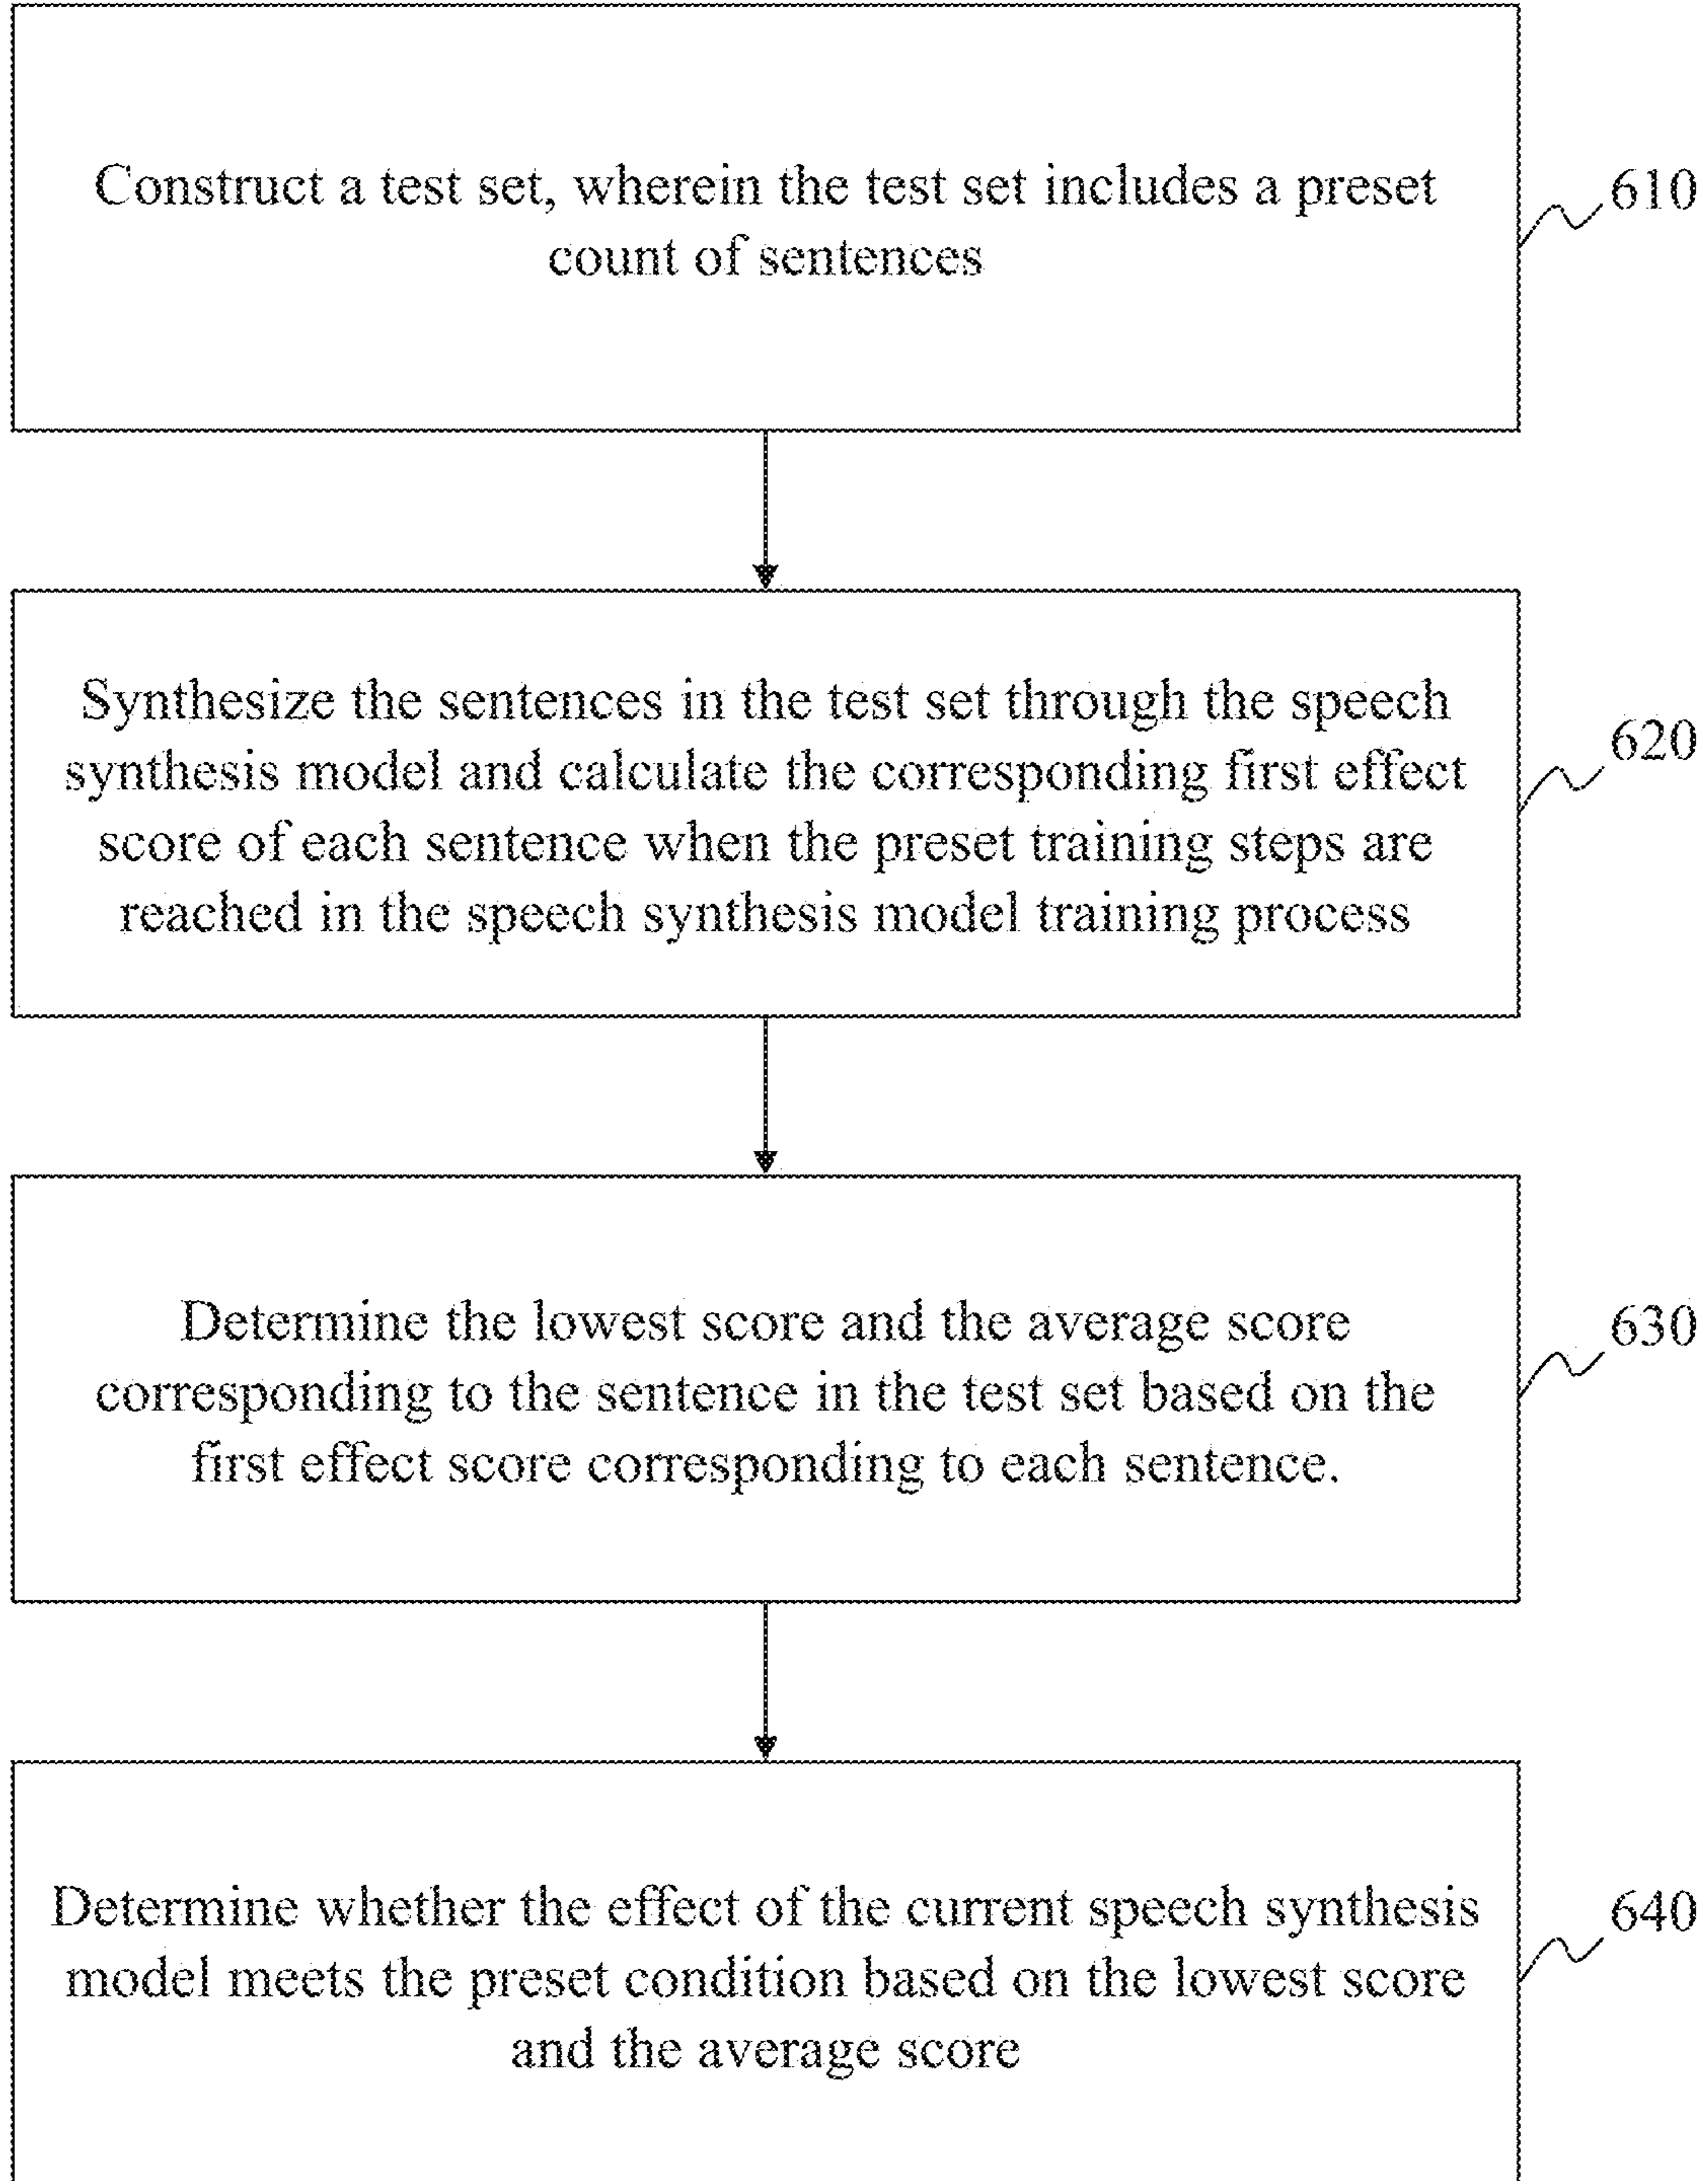 Construct a test set, wherein the test set includes a preset
count of sentences
610
Synthesize the sentences in the test set through the speech
synthesis model and calculate the corresponding first effect
score of each sentence when the preset training steps are
reached in the speech synthesis model training process
620
Determine the lowest score and the average score
corresponding to the sentence in the test set based on the
first effect score corresponding to each sentence.
630
Determine whether the effect of the current speech synthesis
model meets the preset condition based on the lowest score
and the average score
640